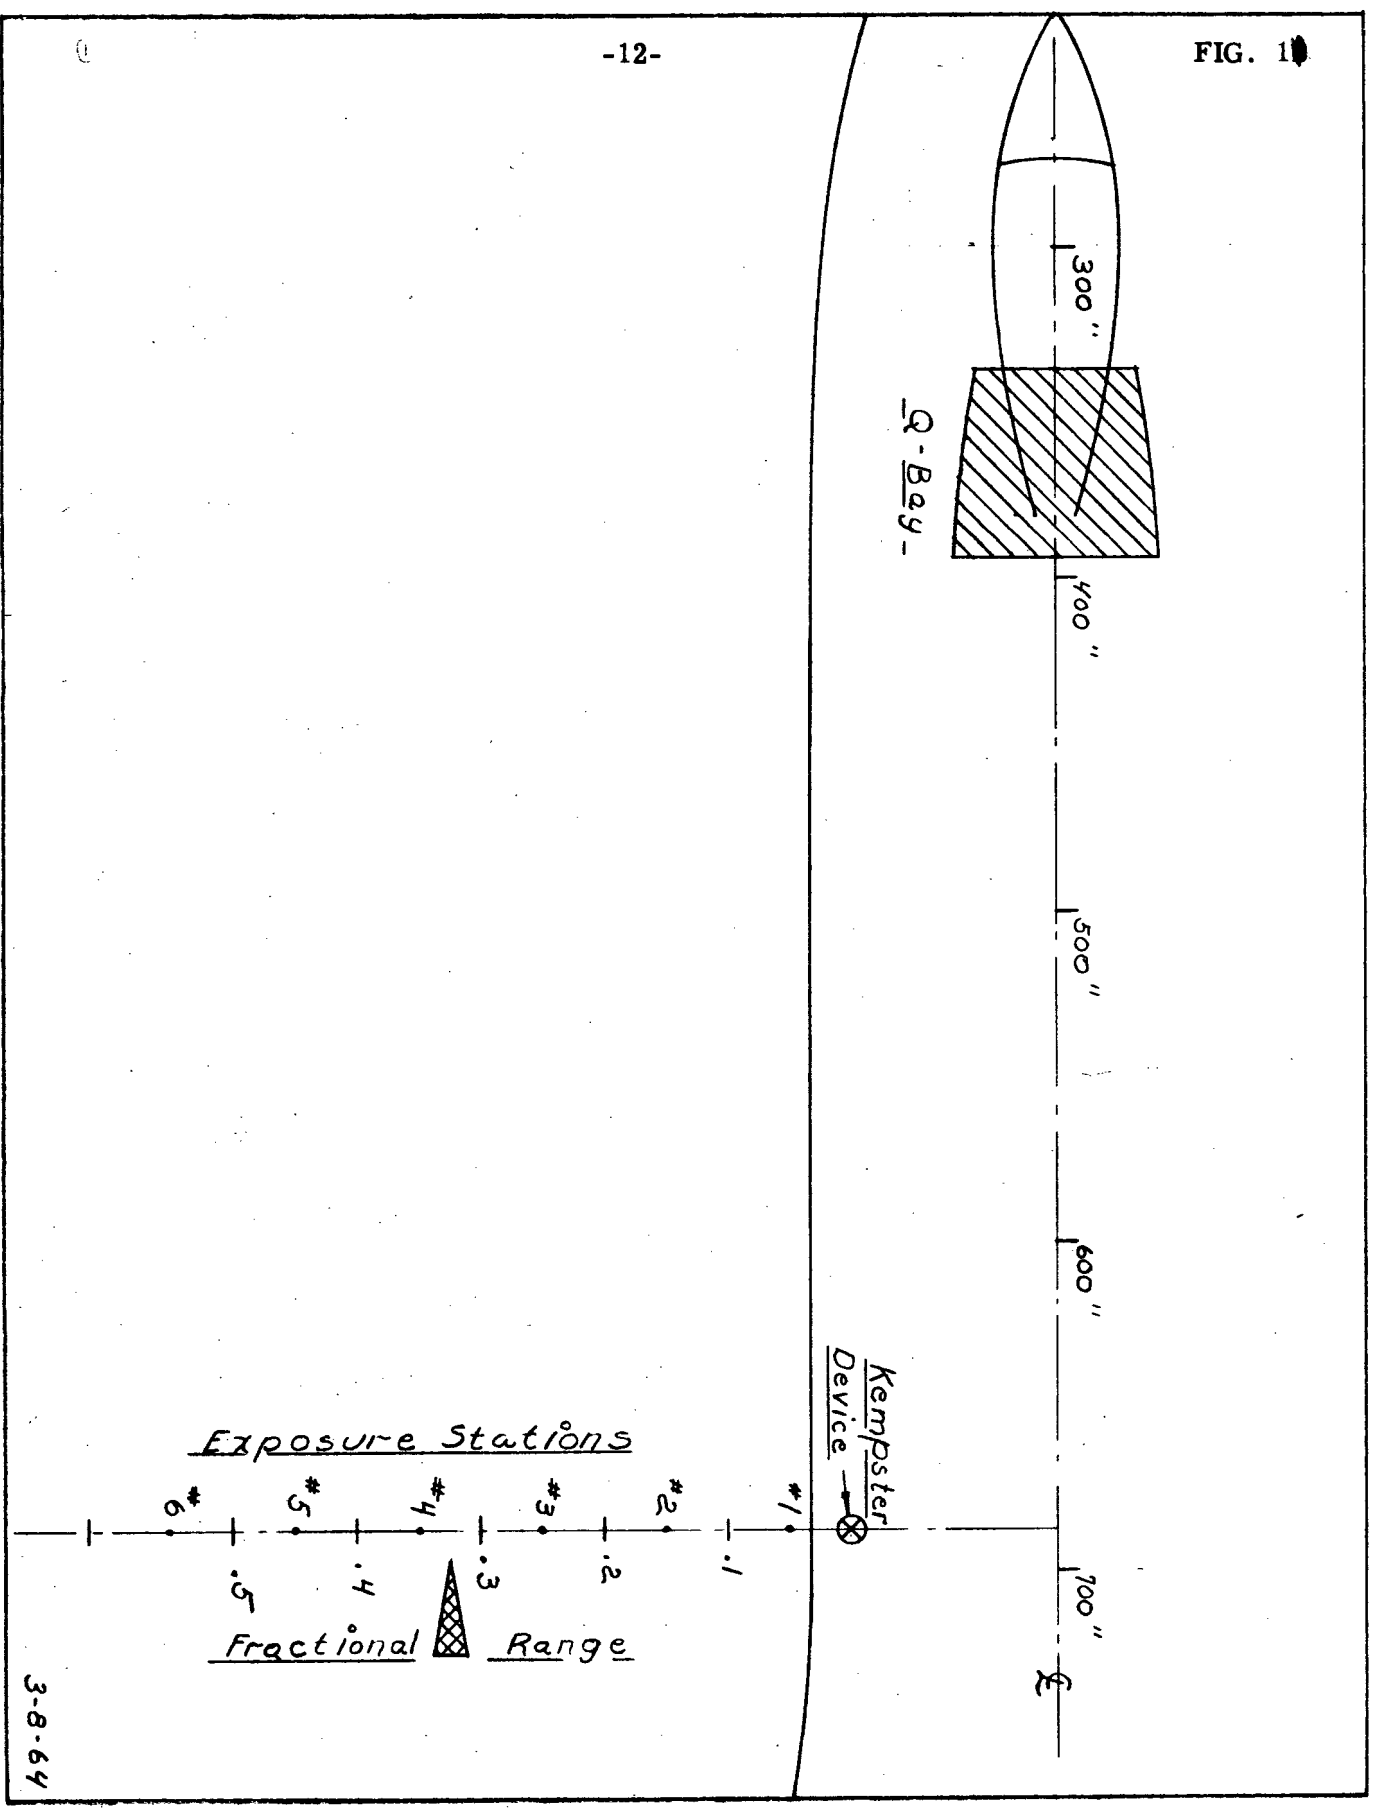 -12-
FIG. 1
300"
Q-Bay-
400"
500"
600"
Kempster
Device
Exposure Stations
#6 #5 #4 #3 #2 #1
.5 .4 .3 .2 .1
700"
Fractional Range
℄
3-8-64